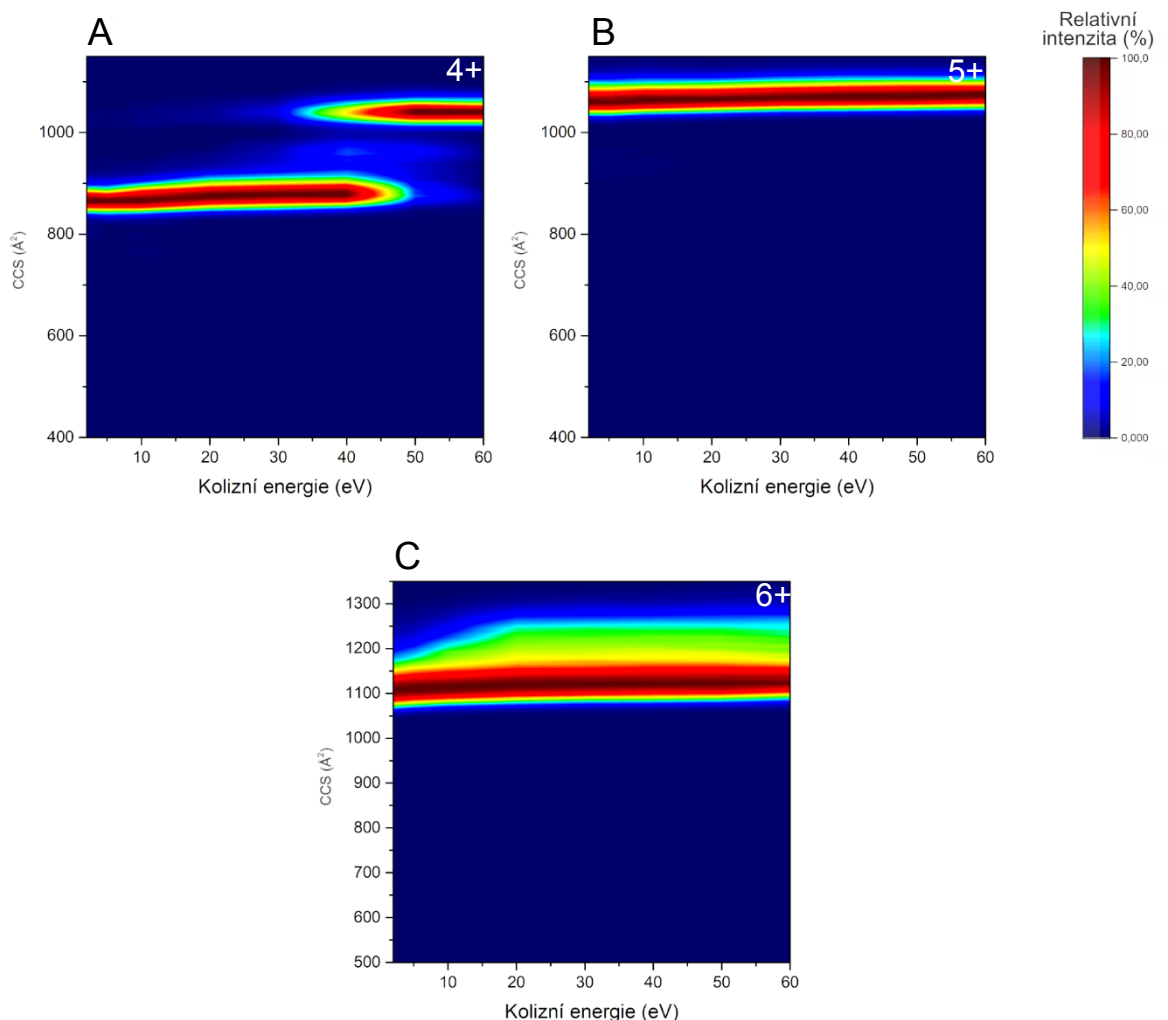 A
4+
1000
800
600
400
CCS (Å²)
10 20 30 40 50 60
Kolizní energie (eV)
B
5+
1000
800
600
400
CCS (Å²)
10 20 30 40 50 60
Kolizní energie (eV)
Relativní
intenzita (%)
100,0
80,00
60,00
40,00
20,00
0,000
C
6+
1300
1200
1100
1000
900
800
700
600
500
CCS (Å²)
10 20 30 40 50 60
Kolizní energie (eV)